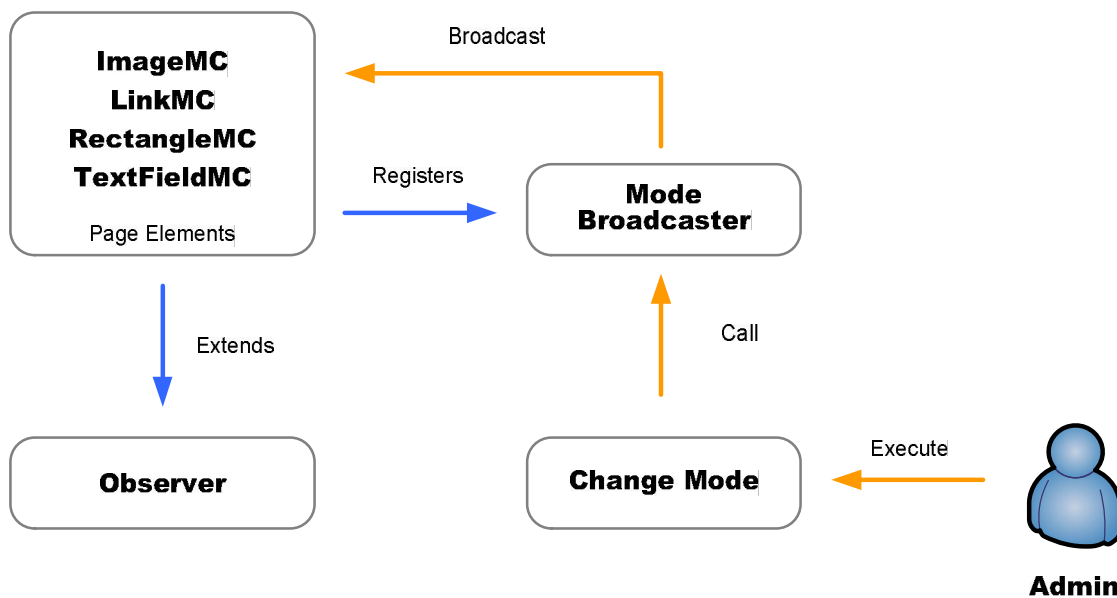 Broadcast
ImageMC
LinkMC
RectangleMC
TextFieldMC
Page Elements
Registers
Mode
Broadcaster
Extends
Call
Observer
Change Mode
Execute
Admin